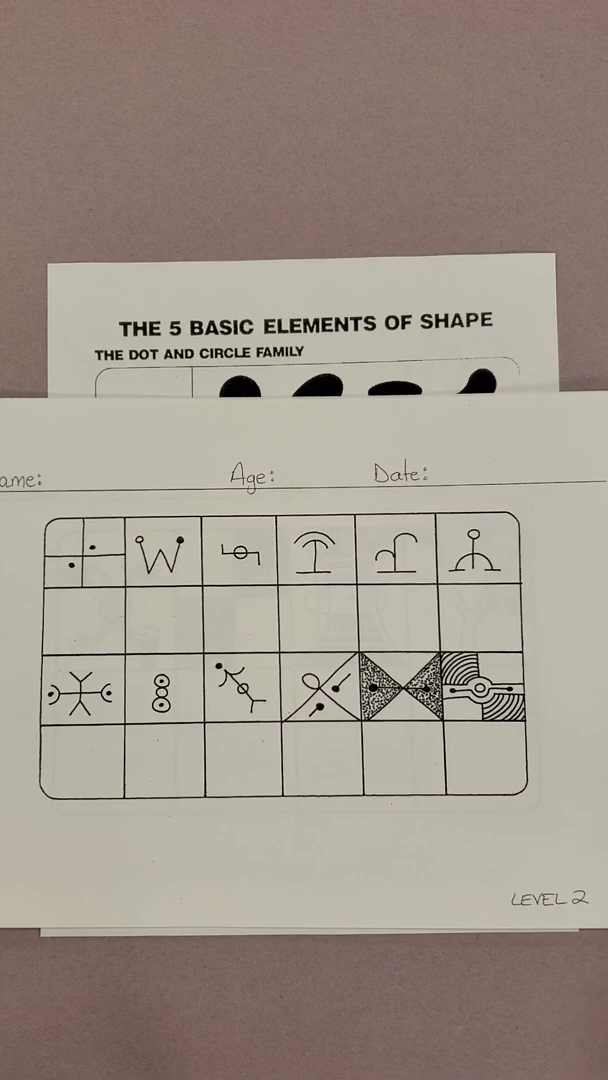 THE 5 BASIC ELEMENTS OF SHAPE
THE DOT AND CIRCLE FAMILY
ame: Age: Date:
LEVEL 2